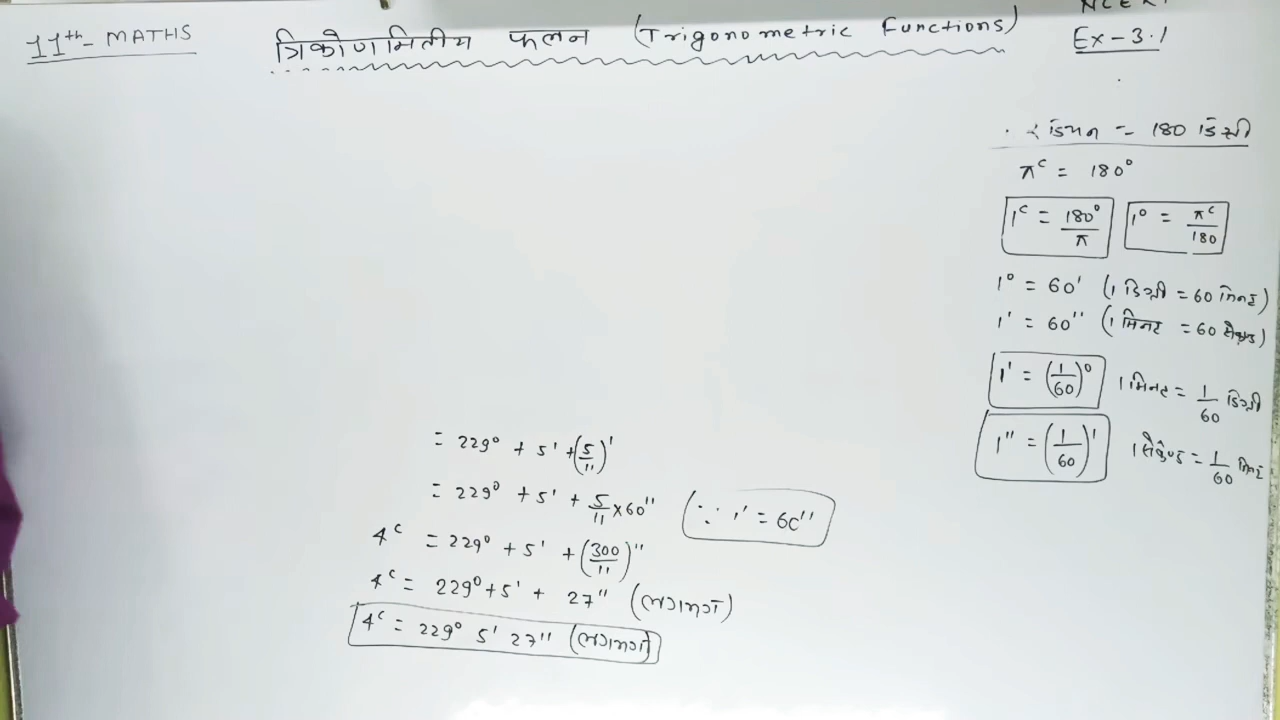 11th- MATHS
त्रिकोणमितीय फलन (Trigonometric Functions)
NCERT
Ex-3.1
रेडियन = 180 डिग्री
π^c = 180°
1^c = 180°/π
1° = π^c/180
1° = 60' (1 डिग्री = 60 मिनट)
1' = 60'' (1 मिनट = 60 सेकेण्ड)
1' = (1/60)° 1 मिनट = 1/60 डिग्री
1'' = (1/60)' 1 सेकेण्ड = 1/60 मिनट
= 229° + 5' + (5/11)'
= 229° + 5' + 5/11 × 60'' (∵ 1' = 60'')
4^c = 229° + 5' + (300/11)''
4^c = 229° + 5' + 27'' (लगभग)
4^c = 229° 5' 27'' (लगभग)